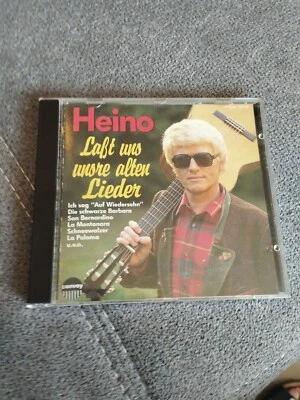 Heino
Laßt uns
unsre alten
Lieder
Ich sag "Auf Wiedersehn"
Die schwarze Barbara
San Bernardino
La Montanara
Schneewalzer
La Paloma
u.v.a.